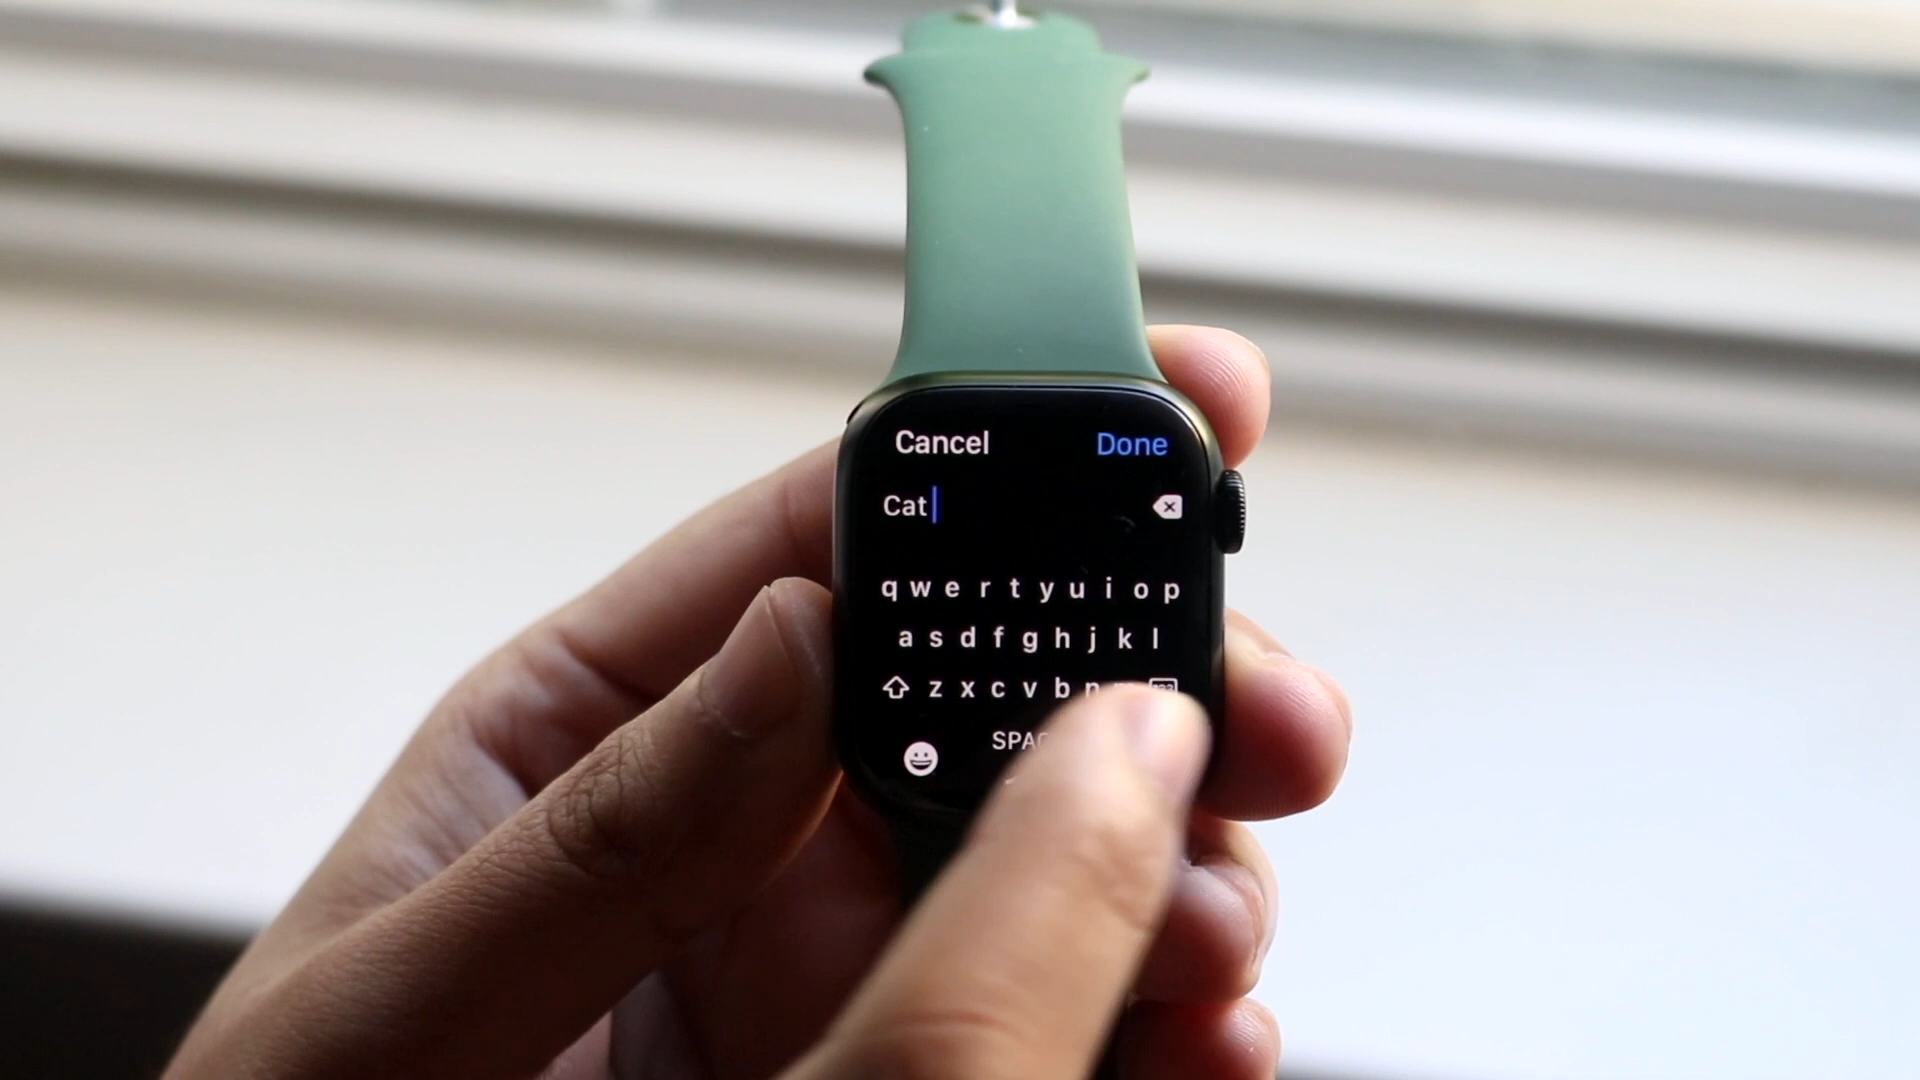 Cancel Done
Cat
q w e r t y u i o p
a s d f g h j k l
z x c v b n